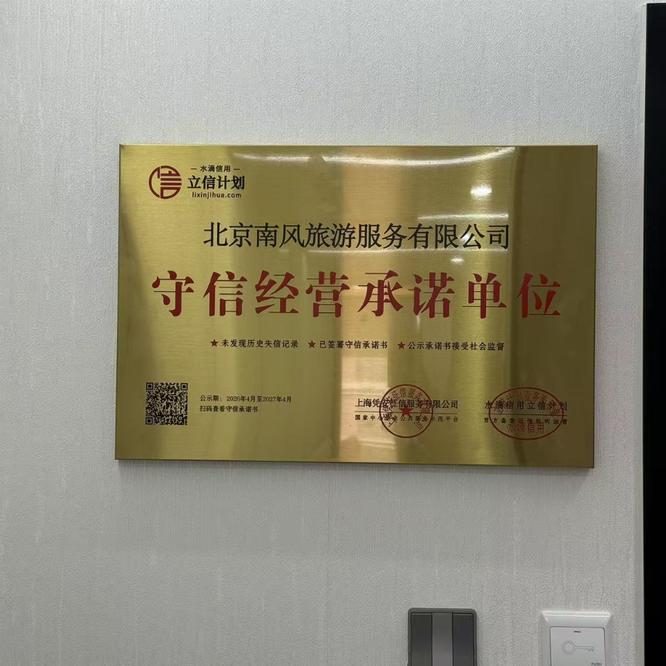 水滴信用
立信计划
lixinjihua.com
北京南风旅游服务有限公司
守信经营承诺单位
★未发现历史失信记录 ★已签署守信承诺书 ★公示承诺书接受社会监督
公示期：2026年4月至2027年4月
扫码查看守信承诺书
上海凭安征信服务有限公司
水滴信用立信计划